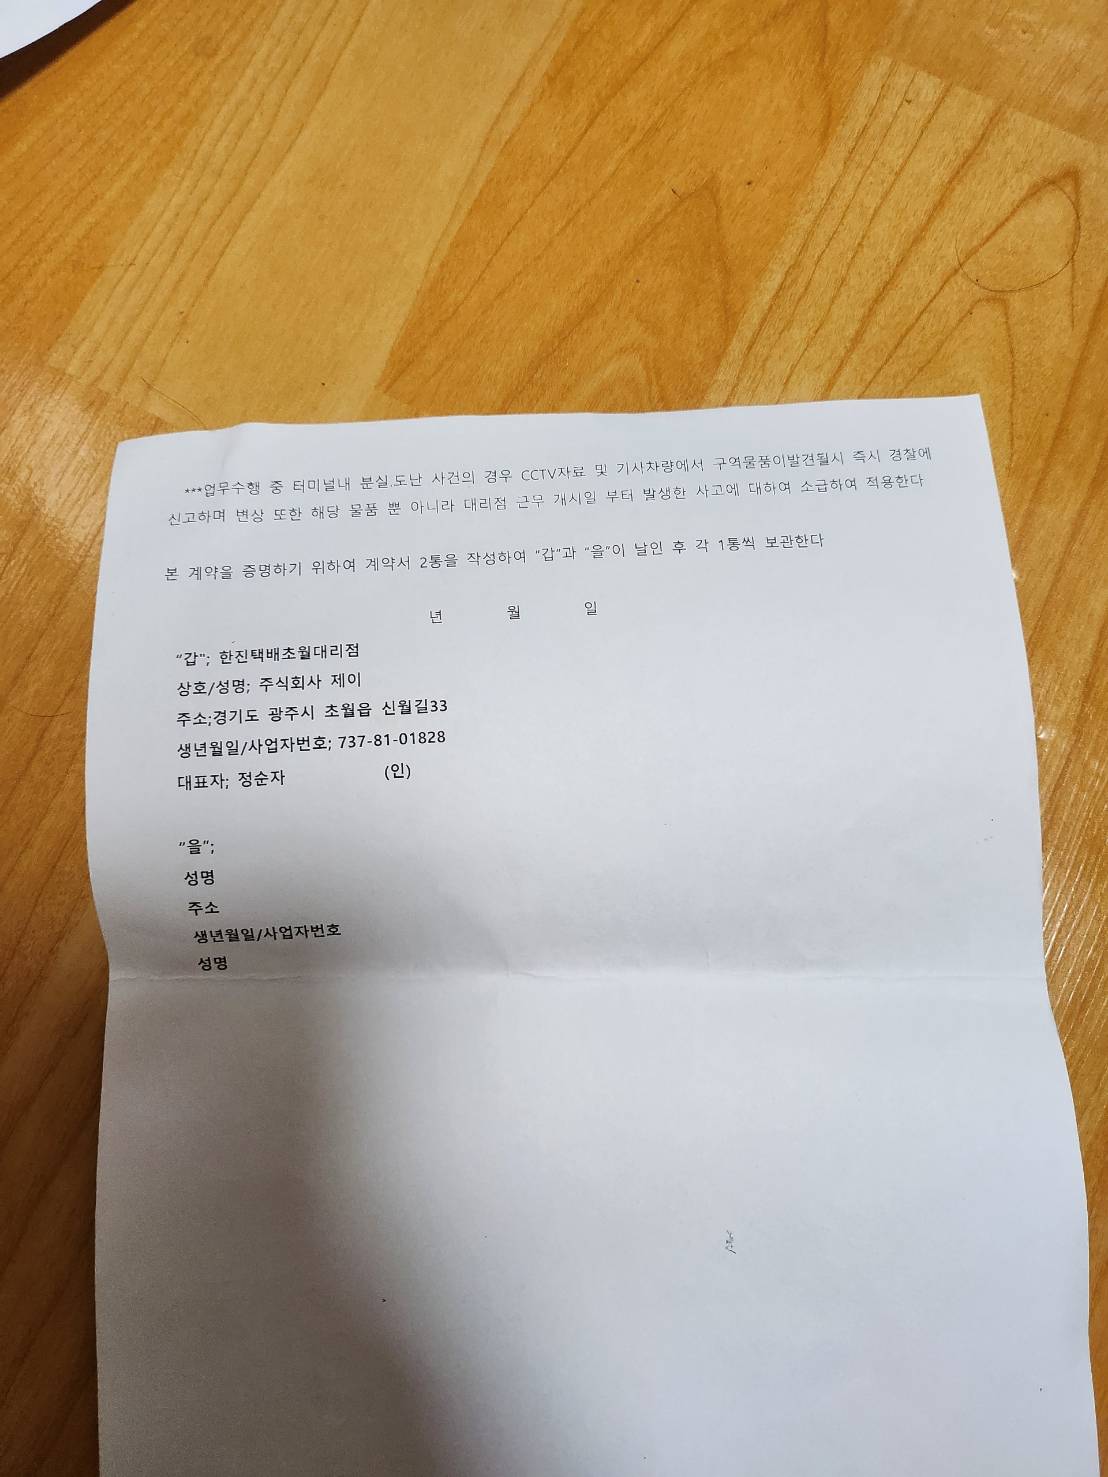 ***업무수행 중 터미널내 분실.도난 사건의 경우 CCTV자료 및 기사차량에서 구역물품이발견될시 즉시 경찰에
신고하며 변상 또한 해당 물품 뿐 아니라 대리점 근무 개시일 부터 발생한 사고에 대하여 소급하여 적용한다
본 계약을 증명하기 위하여 계약서 2통을 작성하여 "갑"과 "을"이 날인 후 각 1통씩 보관한다
년 월 일
"갑"; 한진택배초월대리점
상호/성명; 주식회사 제이
주소;경기도 광주시 초월읍 신월길33
생년월일/사업자번호; 737-81-01828
대표자; 정순자 (인)
"을";
성명
주소
생년월일/사업자번호
성명